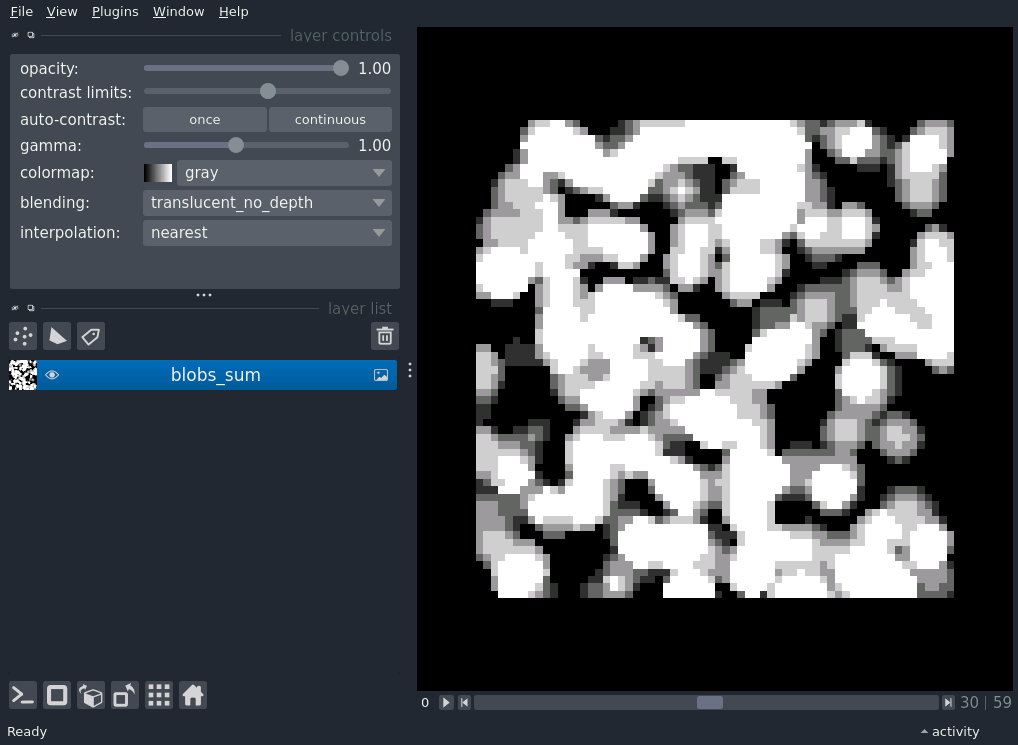 File View Plugins Window Help
layer controls
opacity: 1.00
contrast limits:
auto-contrast: once continuous
gamma: 1.00
colormap: gray
blending: translucent_no_depth
interpolation: nearest
layer list
blobs_sum
0 30 | 59
Ready activity